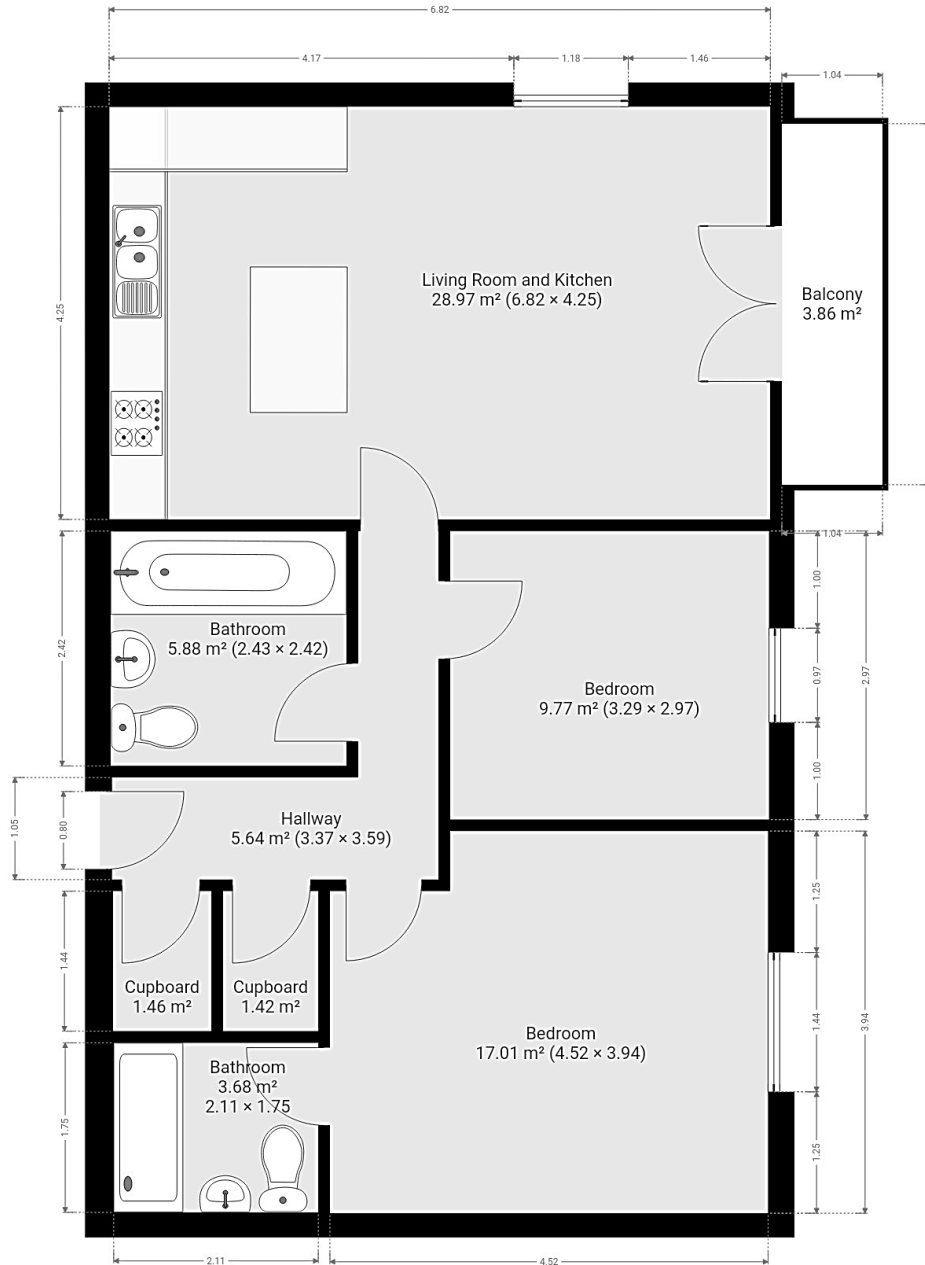 6.82
4.17
1.18
1.46
1.04
4.25
Living Room and Kitchen
28.97 m² (6.82 × 4.25)
Balcony
3.86 m²
1.04
2.42
Bathroom
5.88 m² (2.43 × 2.42)
1.00
0.97
2.97
Bedroom
9.77 m² (3.29 × 2.97)
1.00
1.05
0.80
Hallway
5.64 m² (3.37 × 3.59)
1.25
1.44
Cupboard
1.46 m²
Cupboard
1.42 m²
1.44
3.94
Bedroom
17.01 m² (4.52 × 3.94)
Bathroom
3.68 m²
2.11 × 1.75
1.75
1.25
2.11
4.52